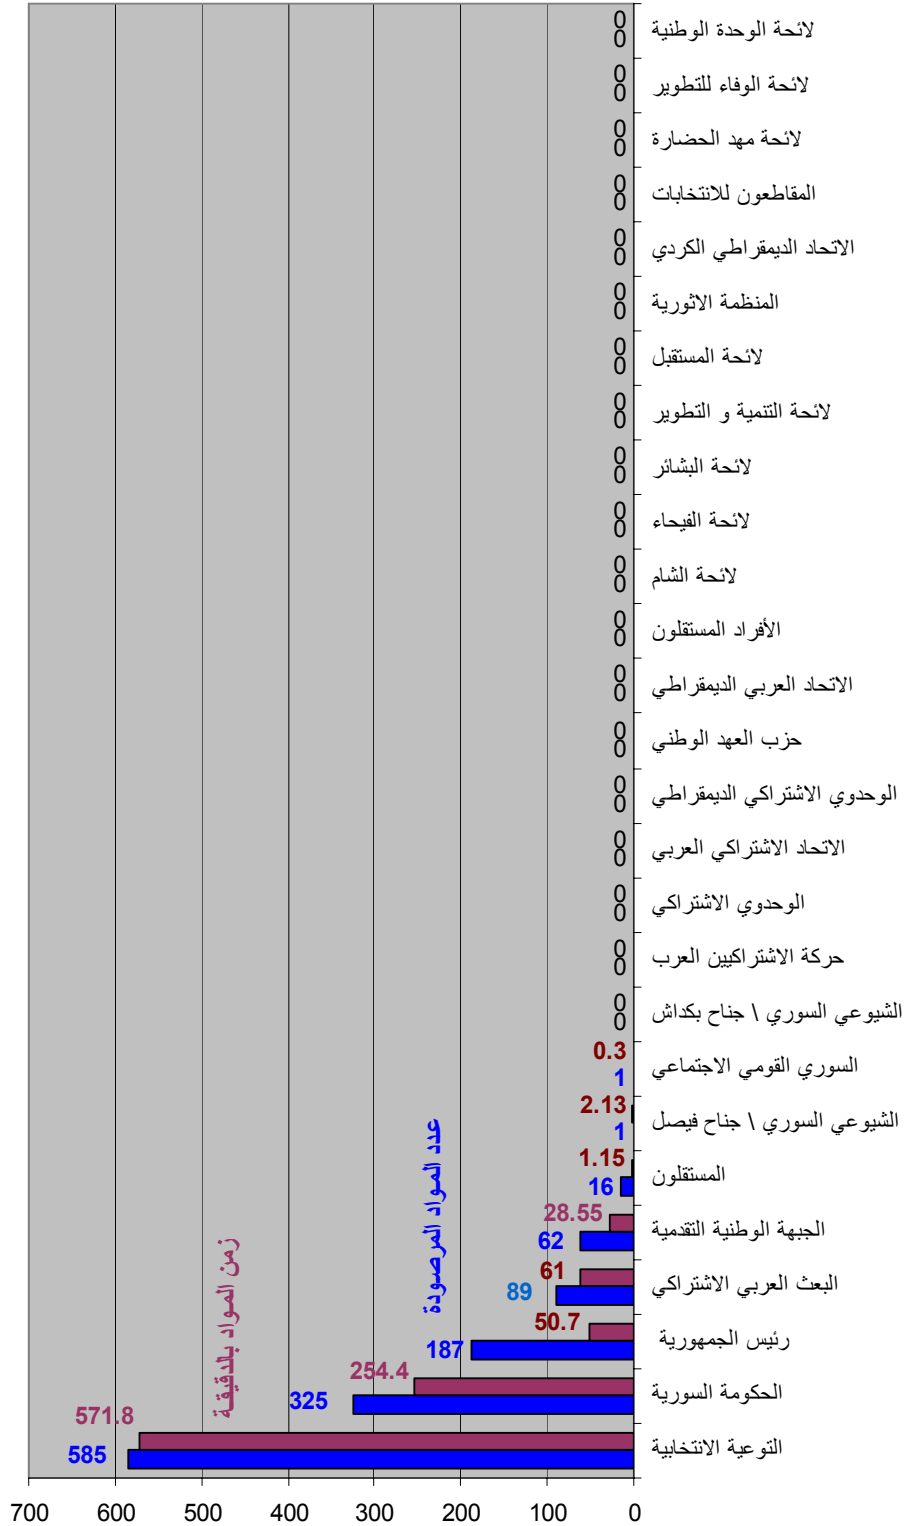 0
0
لائحة الوحدة الوطنية
0
0
لائحة الوفاء للتطوير
0
0
لائحة مهد الحضارة
0
0
المقاطعون للانتخابات
0
0
الاتحاد الديمقراطي الكردي
0
0
المنظمة الاثورية
0
0
لائحة المستقبل
0
0
لائحة التنمية و التطوير
0
0
لائحة البشائر
0
0
لائحة الفيحاء
0
0
لائحة الشام
0
0
الأفراد المستقلون
0
0
الاتحاد العربي الديمقراطي
0
0
حزب العهد الوطني
0
0
الوحدوي الاشتراكي الديمقراطي
0
0
الاتحاد الاشتراكي العربي
0
0
الوحدوي الاشتراكي
0
0
حركة الاشتراكيين العرب
0
0
الشيوعي السوري \ جناح بكداش
0.3
1
السوري القومي الاجتماعي
2.13
1
الشيوعي السوري \ جناح فيصل
1.15
16
المستقلون
28.55
62
الجبهة الوطنية التقدمية
61
89
البعث العربي الاشتراكي
50.7
187
رئيس الجمهورية
254.4
325
الحكومة السورية
571.8
585
التوعية الانتخابية
عدد المواد المرصودة
زمن المواد بالدقيقة
700 600 500 400 300 200 100 0